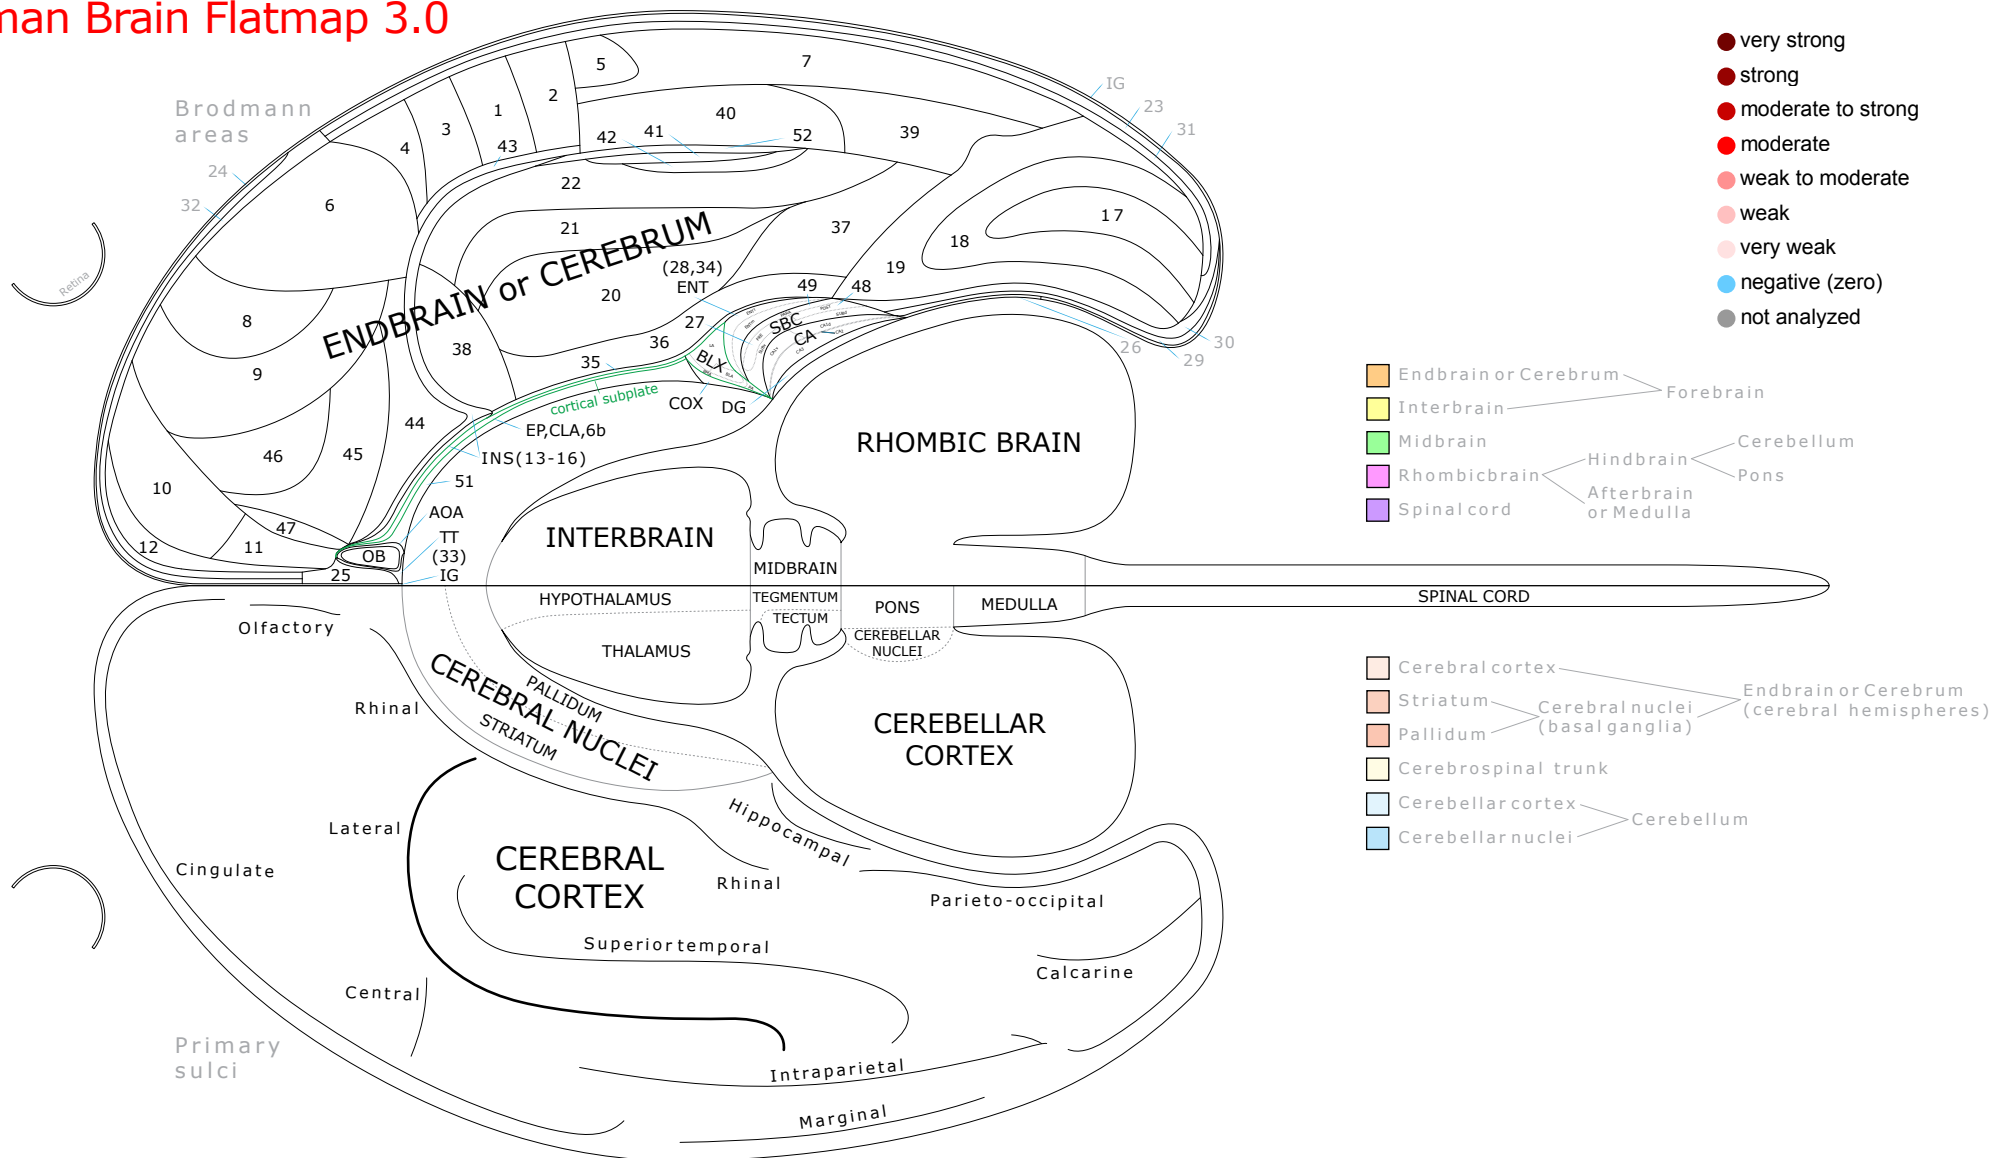 man Brain Flatmap 3.0
Brodmann
areas
24
32
Retina
5
7
2
1
3
4
43
42
41
40
52
39
IG
23
31
6
22
21
20
37
17
18
19
8
9
38
ENDBRAIN or CEREBRUM
(28,34)
ENT
49
48
27
SBC
CA
BLX
36
35
cortical subplate
COX
DG
26
29
30
44
45
46
10
EP,CLA,6b
INS(13-16)
51
AOA
TT
(33)
IG
47
11
12
OB
25
RHOMBIC BRAIN
INTERBRAIN
MIDBRAIN
HYPOTHALAMUS
TEGMENTUM
TECTUM
THALAMUS
PONS
CEREBELLAR
NUCLEI
MEDULLA
SPINAL CORD
Olfactory
Rhinal
PALLIDUM
CEREBRAL NUCLEI
STRIATUM
CEREBELLAR
CORTEX
Hippocampal
Lateral
Cingulate
CEREBRAL
CORTEX
Rhinal
Parieto-occipital
Superior temporal
Calcarine
Central
Primary
sulci
Intraparietal
Marginal
very strong
strong
moderate to strong
moderate
weak to moderate
weak
very weak
negative (zero)
not analyzed
Endbrain or Cerebrum
Interbrain
Forebrain
Midbrain
Rhombicbrain
Hindbrain
Cerebellum
Pons
Afterbrain
or Medulla
Spinal cord
Cerebral cortex
Striatum
Pallidum
Cerebral nuclei
(basal ganglia)
Endbrain or Cerebrum
(cerebral hemispheres)
Cerebrospinal trunk
Cerebellar cortex
Cerebellar nuclei
Cerebellum